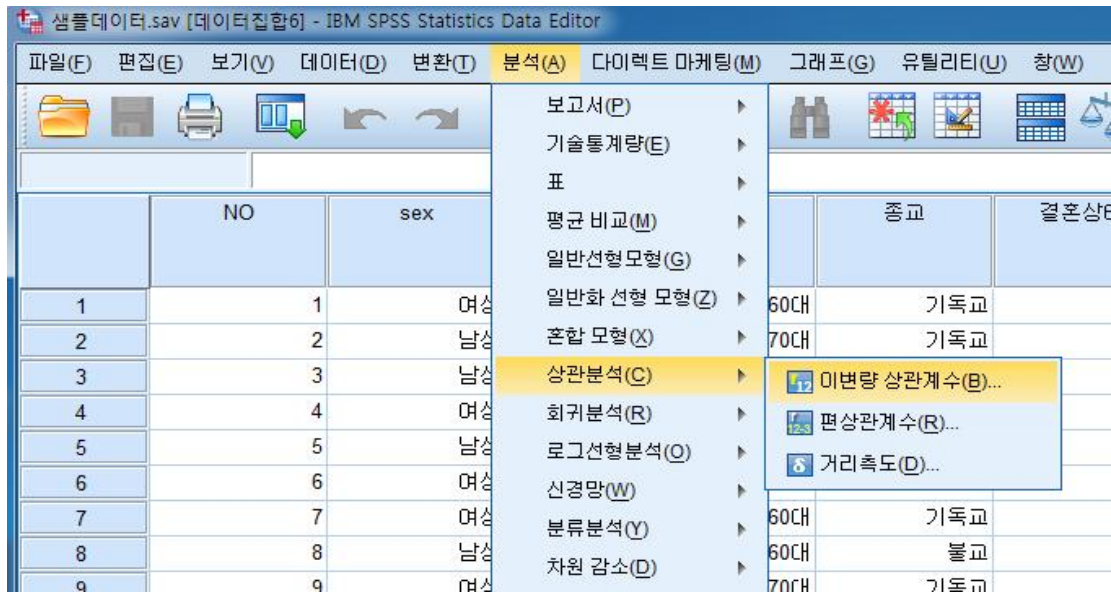 샘플데이터.sav [데이터집합6] - IBM SPSS Statistics Data Editor
파일(F) 편집(E) 보기(V) 데이터(D) 변환(T) 분석(A) 다이렉트 마케팅(M) 그래프(G) 유틸리티(U) 창(W)
보고서(P)
기술통계량(E)
표
평균 비교(M)
일반선형모형(G)
일반화 선형 모형(Z)
혼합 모형(X)
상관분석(C)
회귀분석(R)
로그선형분석(O)
신경망(W)
분류분석(Y)
차원 감소(D)
이변량 상관계수(B)...
편상관계수(R)...
거리측도(D)...
NO sex 종교
1 1 60대 기독교
2 2 70대 기독교
3 3
4 4
5 5
6 6
7 7 60대 기독교
8 8 60대 불교
9 9 70대 기독교